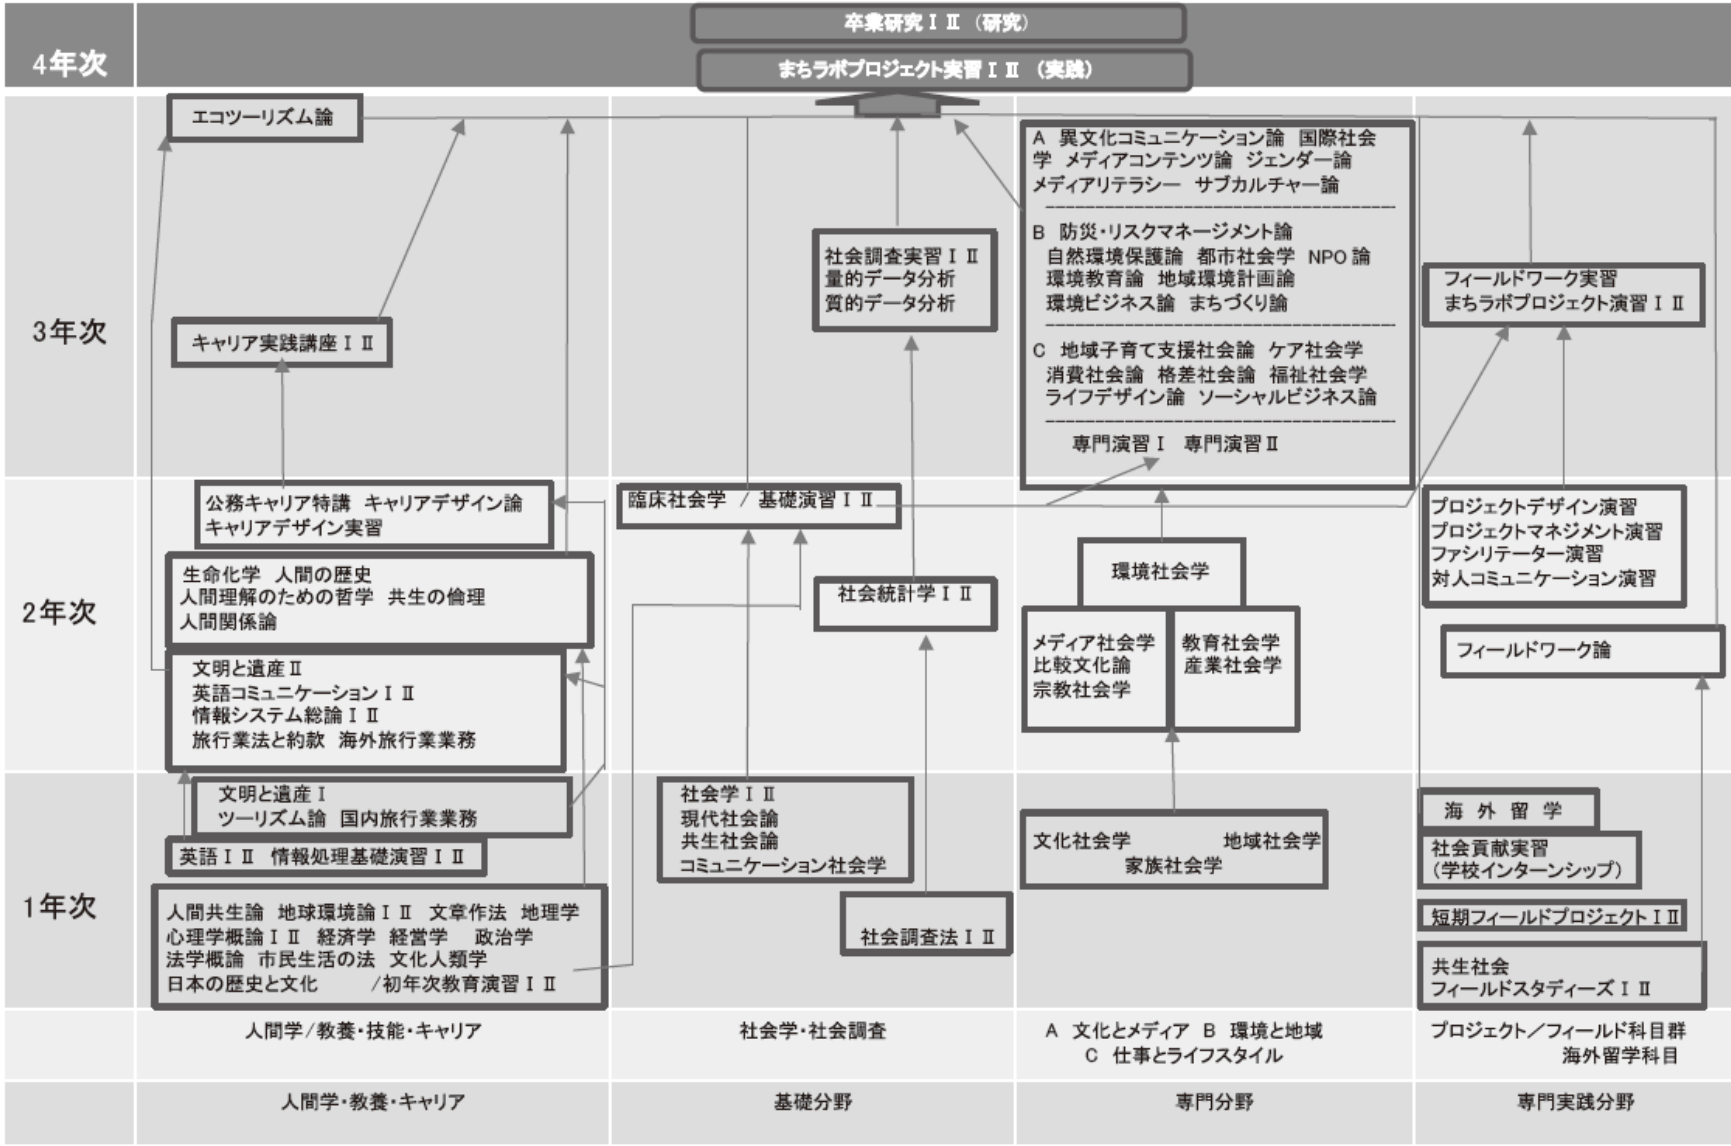 4年次
卒業研究ⅠⅡ（研究）
まちラボプロジェクト実習ⅠⅡ（実践）
3年次
エコツーリズム論
キャリア実践講座ⅠⅡ
社会調査実習ⅠⅡ
量的データ分析
質的データ分析
A 異文化コミュニケーション論 国際社会
学 メディアコンテンツ論 ジェンダー論
メディアリテラシー サブカルチャー論
B 防災・リスクマネージメント論
自然環境保護論 都市社会学 NPO論
環境教育論 地域環境計画論
環境ビジネス論 まちづくり論
C 地域子育て支援社会論 ケア社会学
消費社会論 格差社会論 福祉社会学
ライフデザイン論 ソーシャルビジネス論
専門演習Ⅰ 専門演習Ⅱ
フィールドワーク実習
まちラボプロジェクト演習ⅠⅡ
2年次
公務キャリア特講 キャリアデザイン論
キャリアデザイン実習
生命化学 人間の歴史
人間理解のための哲学 共生の倫理
人間関係論
文明と遺産Ⅱ
英語コミュニケーションⅠⅡ
情報システム総論ⅠⅡ
旅行業法と約款 海外旅行業業務
臨床社会学 / 基礎演習ⅠⅡ
社会統計学ⅠⅡ
環境社会学
メディア社会学
比較文化論
宗教社会学
教育社会学
産業社会学
プロジェクトデザイン演習
プロジェクトマネジメント演習
ファシリテーター演習
対人コミュニケーション演習
フィールドワーク論
1年次
文明と遺産Ⅰ
ツーリズム論 国内旅行業業務
英語ⅠⅡ 情報処理基礎演習ⅠⅡ
人間共生論 地球環境論ⅠⅡ 文章作法 地理学
心理学概論ⅠⅡ 経済学 経営学 政治学
法学概論 市民生活の法 文化人類学
日本の歴史と文化 /初年次教育演習ⅠⅡ
社会学ⅠⅡ
現代社会論
共生社会論
コミュニケーション社会学
社会調査法ⅠⅡ
文化社会学 地域社会学
家族社会学
海外留学
社会貢献実習
（学校インターンシップ）
短期フィールドプロジェクトⅠⅡ
共生社会
フィールドスタディーズⅠⅡ
人間学/教養・技能・キャリア
社会学・社会調査
A 文化とメディア B 環境と地域
C 仕事とライフスタイル
プロジェクト／フィールド科目群
海外留学科目
人間学・教養・キャリア
基礎分野
専門分野
専門実践分野